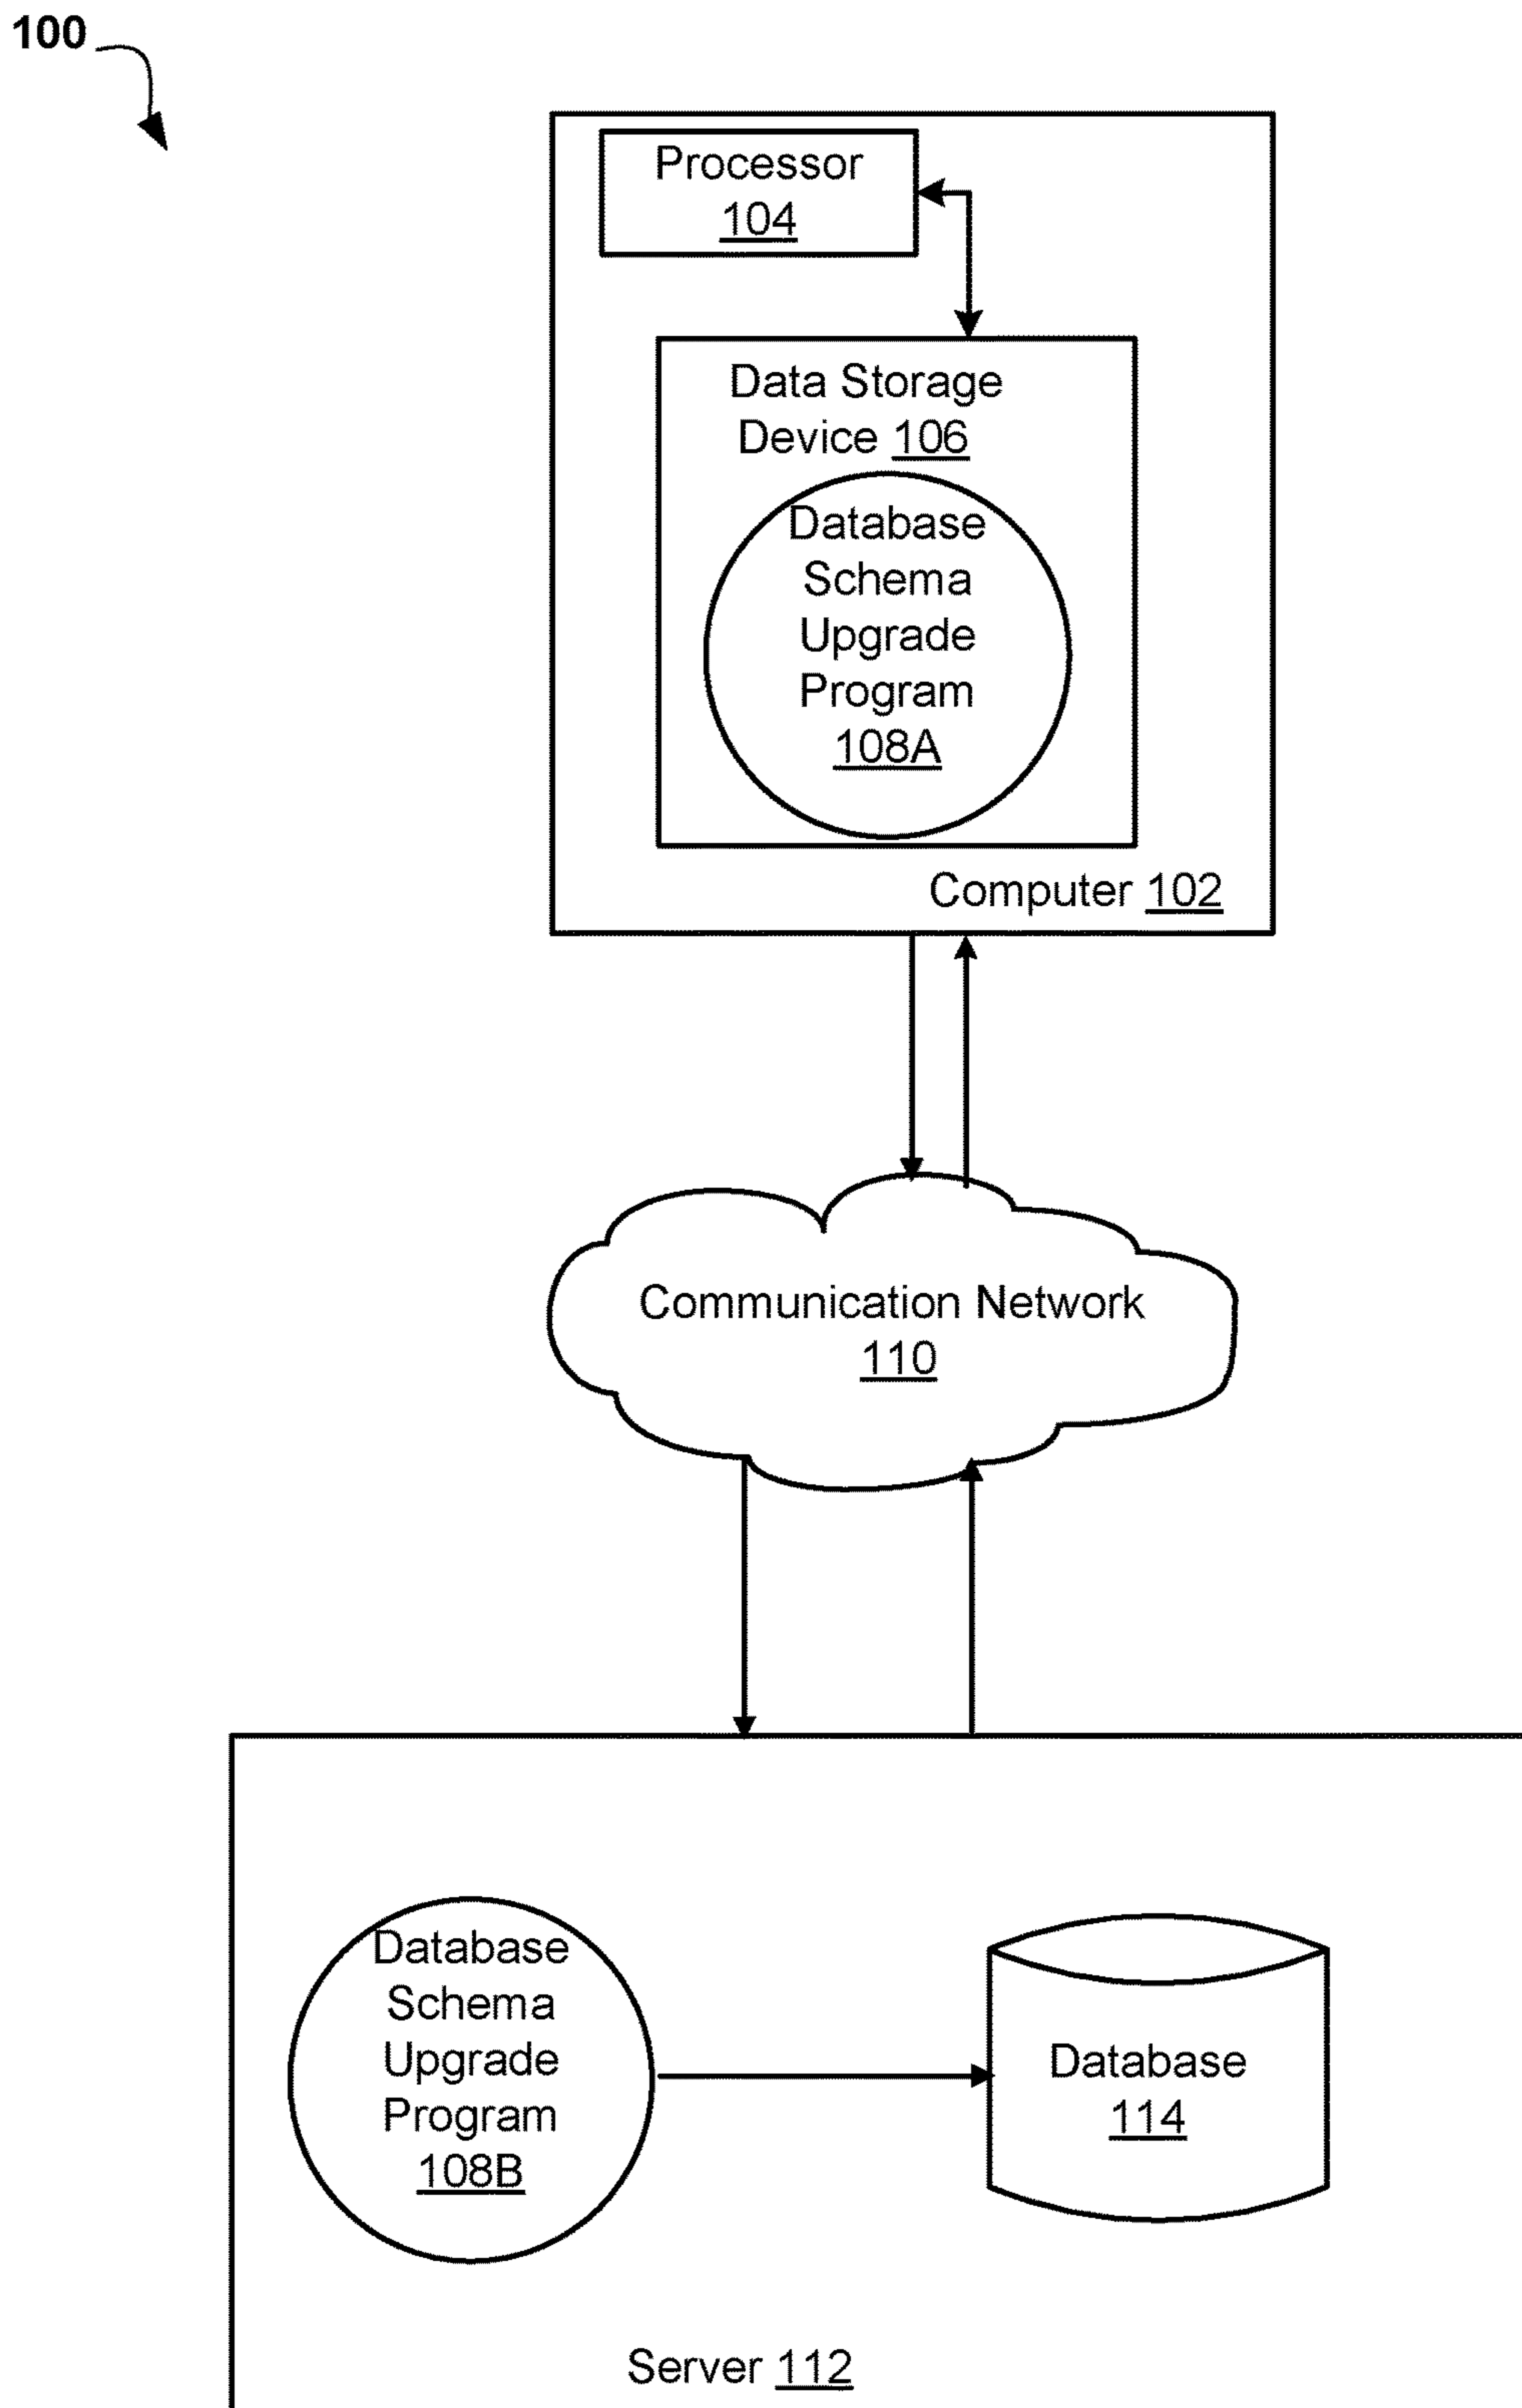 100
Processor
104
Data Storage
Device 106
Database
Schema
Upgrade
Program
108A
Computer 102
Communication Network
110
Database
Schema
Upgrade
Program
108B
Database
114
Server 112